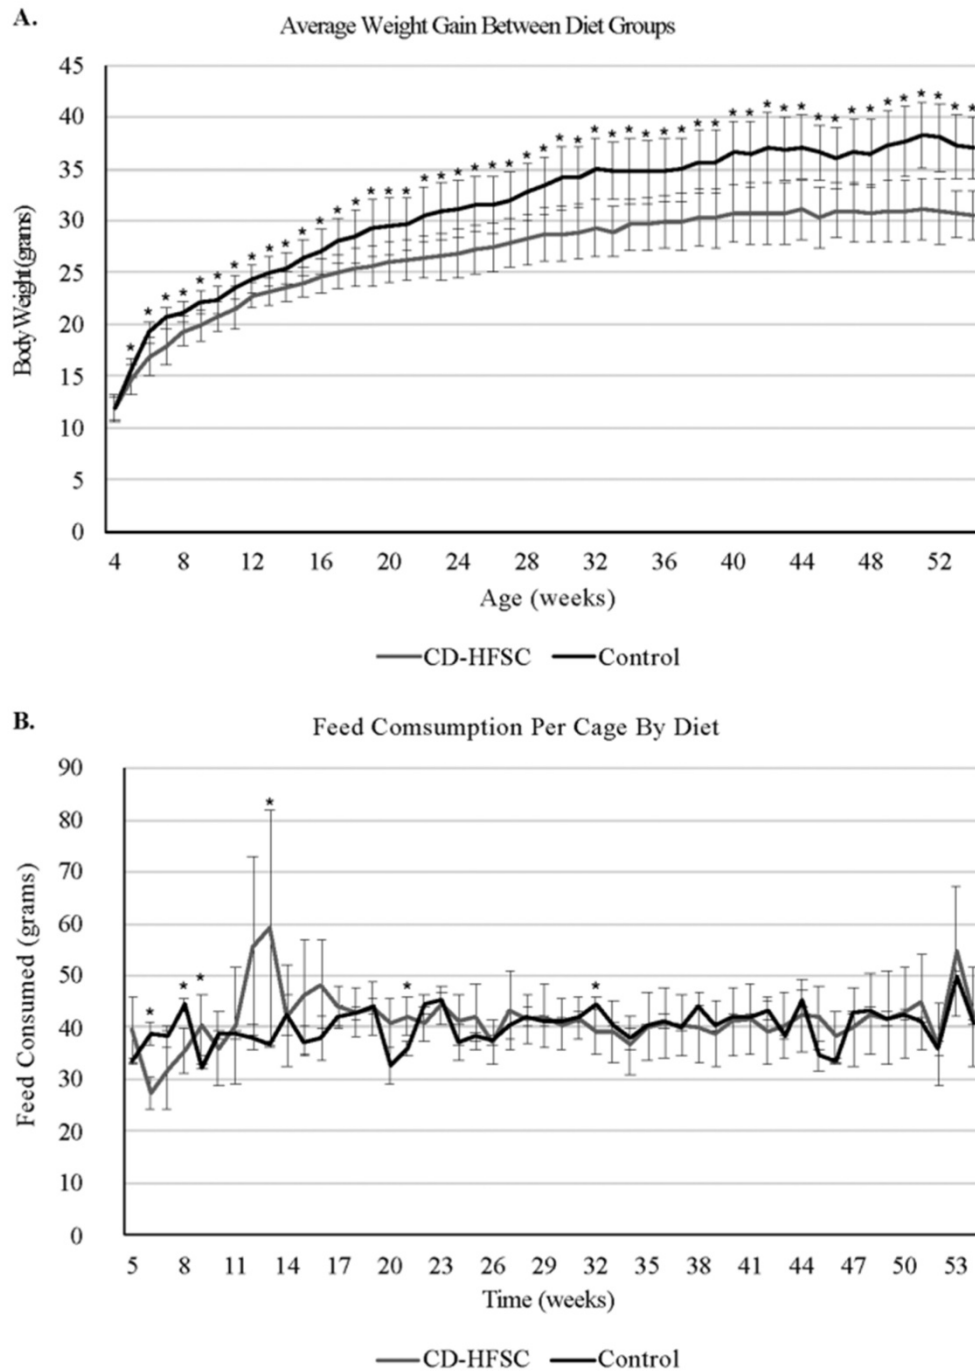 A.
Average Weight Gain Between Diet Groups
45
40
35
30
25
20
15
10
5
0
Body Weight(gams)
4 8 12 16 20 24 28 32 36 40 44 48 52
Age (weeks)
CD-HFSC Control
B.
Feed Comsumption Per Cage By Diet
90
80
70
60
50
40
30
20
10
0
Feed Consumed (grams)
5 8 11 14 17 20 23 26 29 32 35 38 41 44 47 50 53
Time (weeks)
CD-HFSC Control